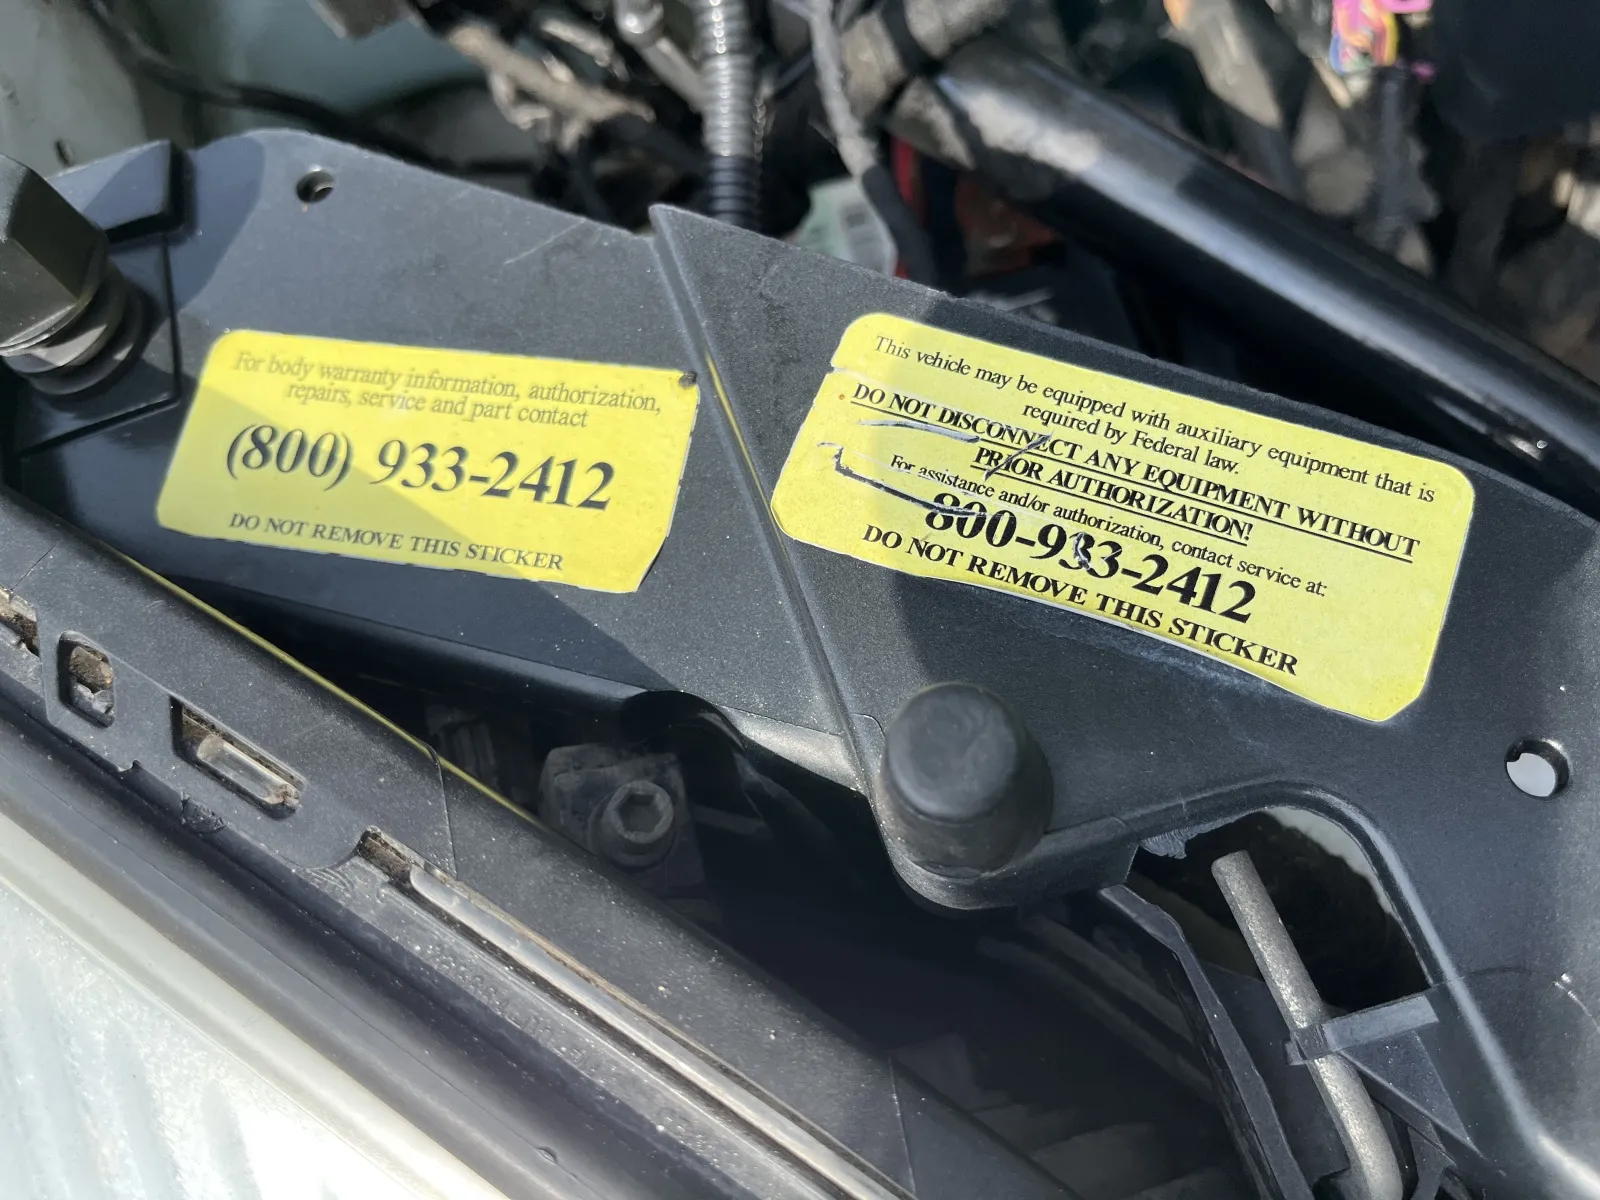 For body warranty information, authorization,
repairs, service and part contact
(800) 933-2412
DO NOT REMOVE THIS STICKER
This vehicle may be equipped with auxiliary equipment that is
required by Federal law.
DO NOT DISCONNECT ANY EQUIPMENT WITHOUT
PRIOR AUTHORIZATION!
For assistance and/or authorization, contact service at:
800-933-2412
DO NOT REMOVE THIS STICKER